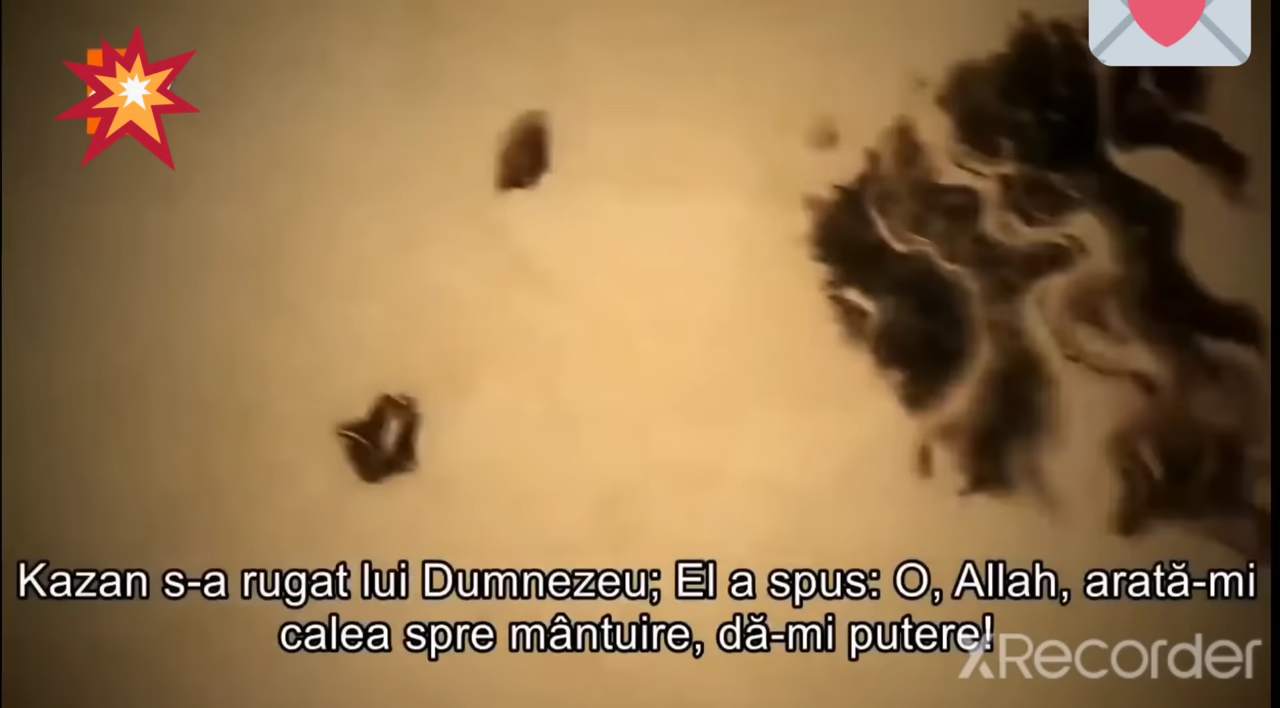 Kazan s-a rugat lui Dumnezeu; El a spus: O, Allah, arată-mi
calea spre mântuire, dă-mi putere!
XRecorder